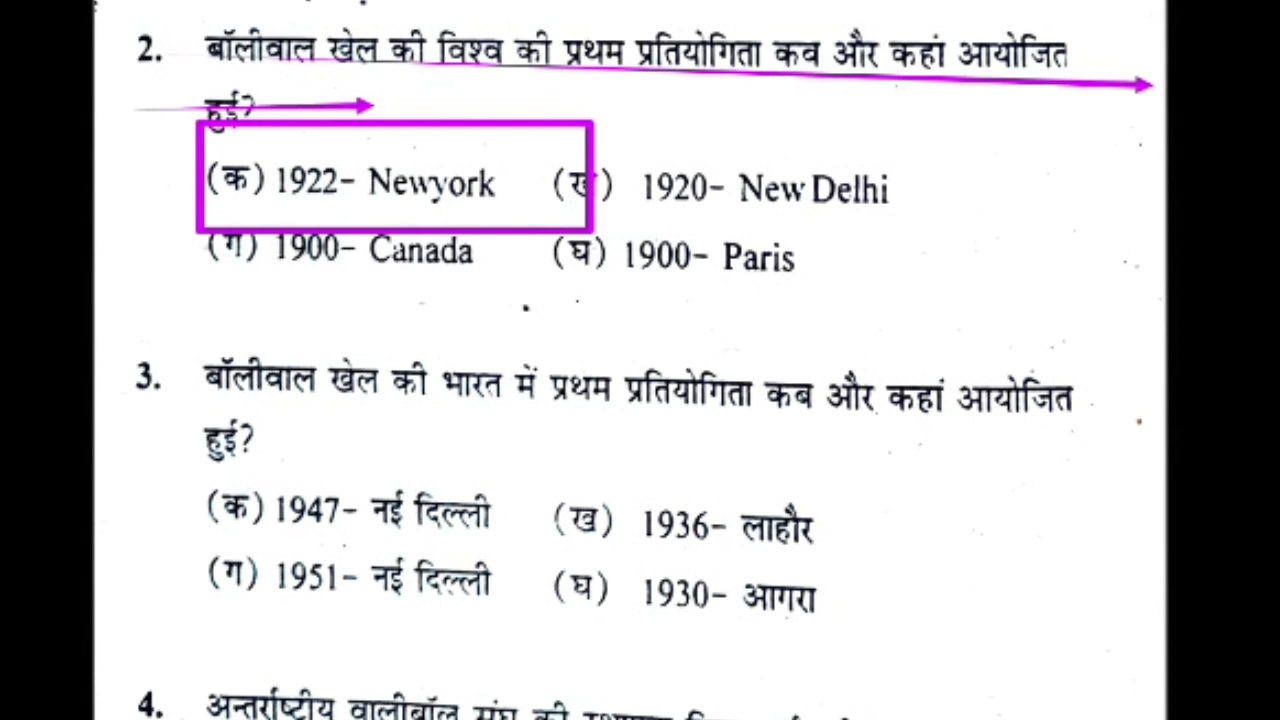 2. बॉलीवाल खेल की विश्व की प्रथम प्रतियोगिता कब और कहां आयोजित
हुई?
(क) 1922- Newyork (ख) 1920- New Delhi
(ग) 1900- Canada (घ) 1900- Paris
3. बॉलीवाल खेल की भारत में प्रथम प्रतियोगिता कब और कहां आयोजित
हुई?
(क) 1947- नई दिल्ली (ख) 1936- लाहौर
(ग) 1951- नई दिल्ली (घ) 1930- आगरा
4. अन्तर्राष्ट्रीय वालीबॉल संघ की